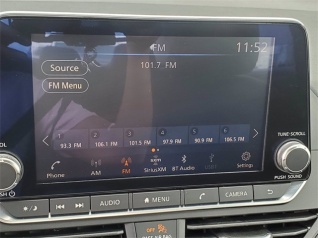 FM
11:52
Source
101.7 FM
FM Menu
1 2 3 4 5 6
93.3 FM 106.1 FM 101.5 FM 97.9 FM 90.9 FM 106.5 FM
Phone AM FM SiriusXM BT Audio Settings
TUNE·SCROLL
PUSH SOUND
AUDIO MENU CAMERA
OFF